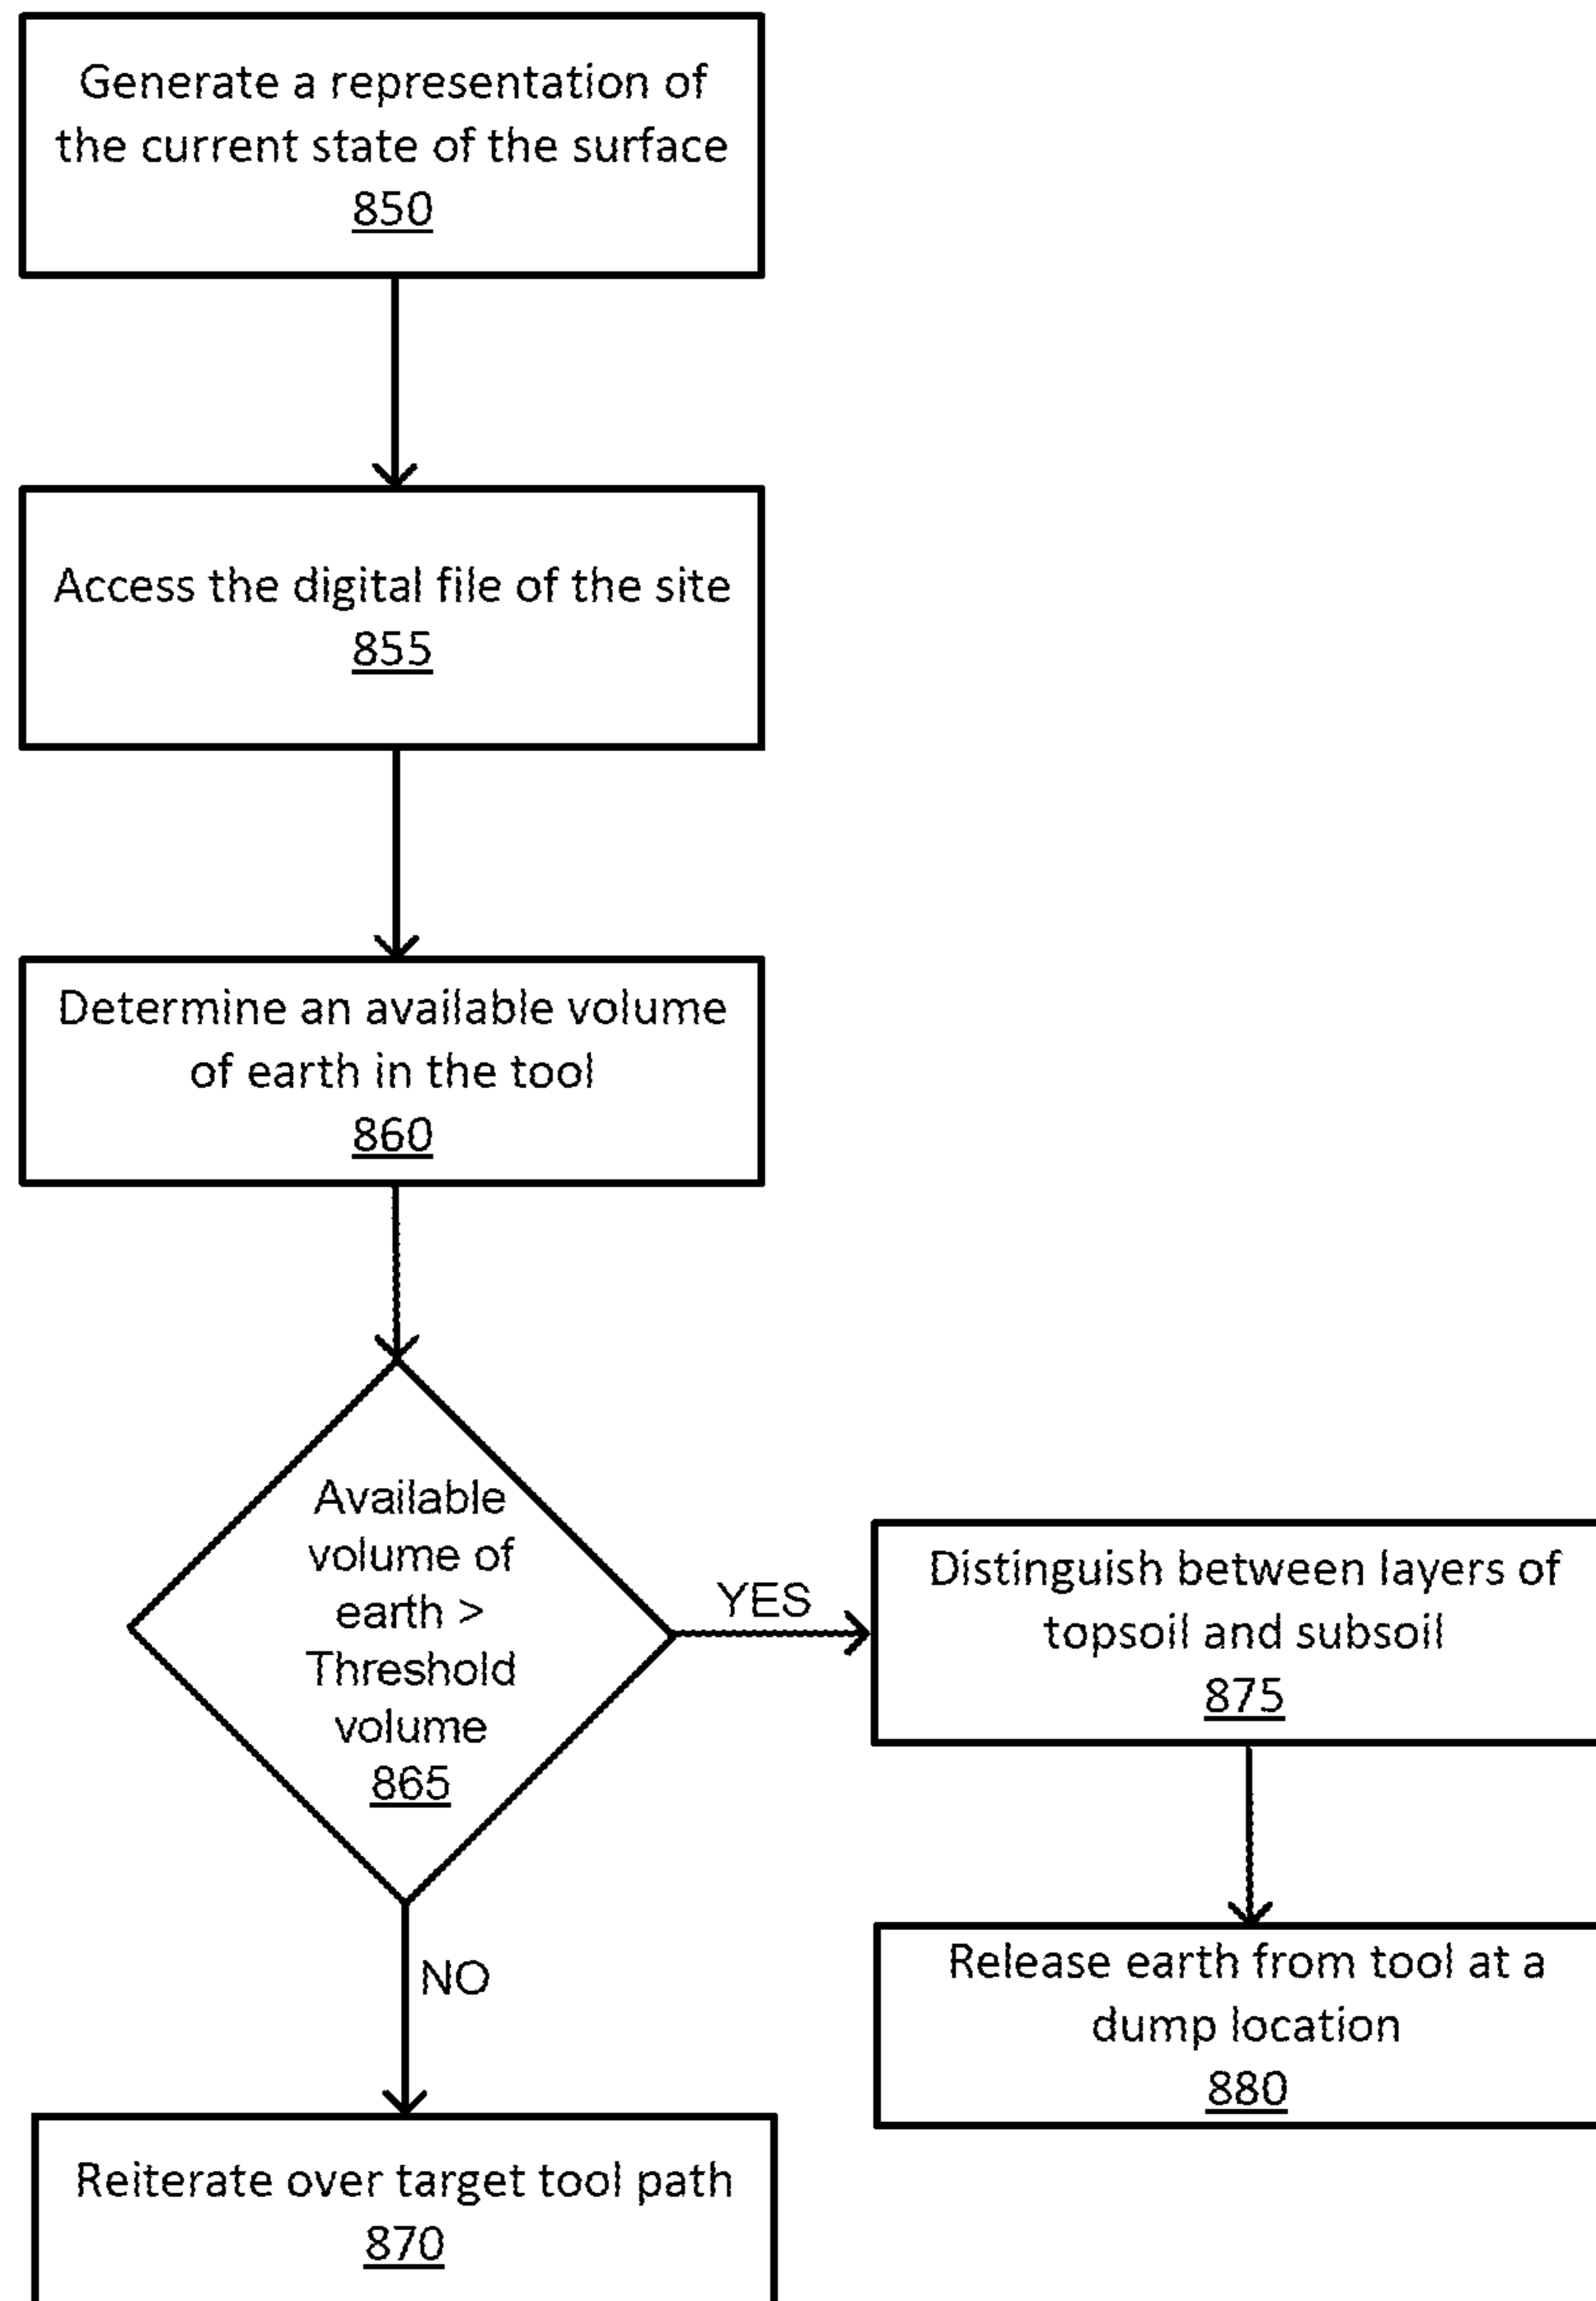 Generate a representation of
the current state of the surface
850
Access the digital file of the site
855
Determine an available volume
of earth in the tool
860
Available
volume of
earth >
Threshold
volume
865
YES
Distinguish between layers of
topsoil and subsoil
875
Release earth from tool at a
dump location
880
NO
Reiterate over target tool path
870